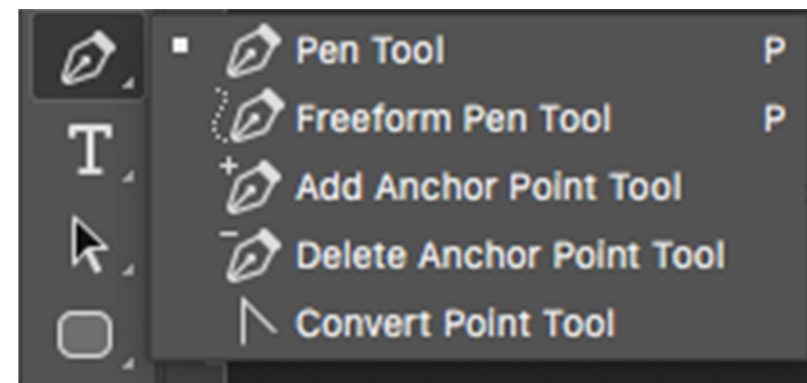 Pen Tool P
Freeform Pen Tool P
Add Anchor Point Tool
Delete Anchor Point Tool
Convert Point Tool
T